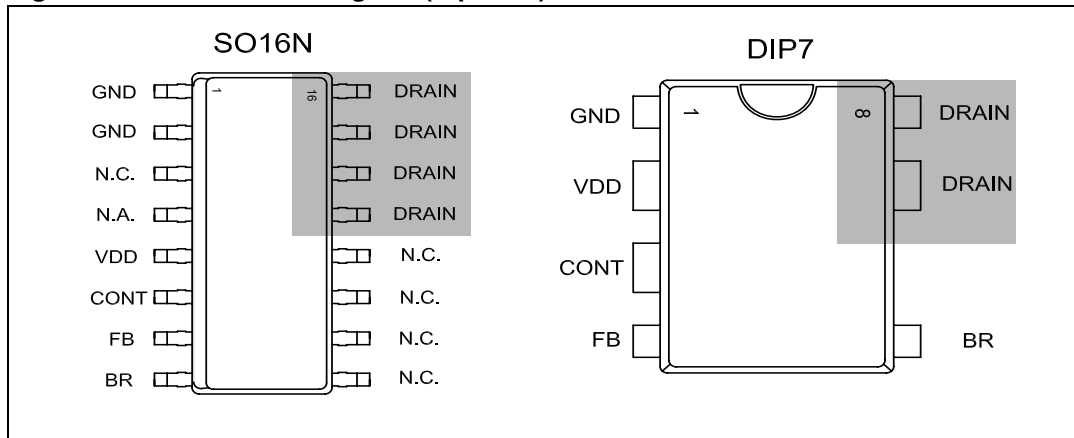 SO16N
GND 1 16 DRAIN
GND DRAIN
N.C. DRAIN
N.A. DRAIN
VDD N.C.
CONT N.C.
FB N.C.
BR N.C.
DIP7
GND 1 8 DRAIN
VDD DRAIN
CONT
FB BR